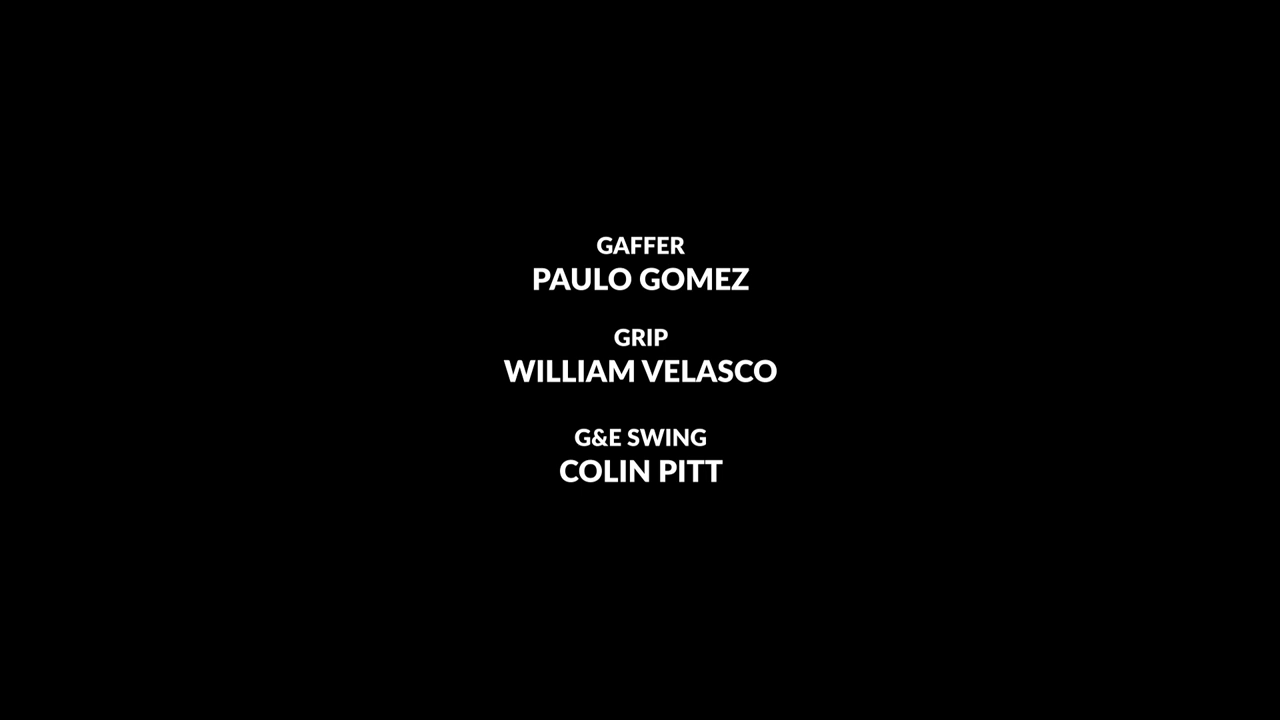 GAFFER
PAULO GOMEZ
GRIP
WILLIAM VELASCO
G&E SWING
COLIN PITT